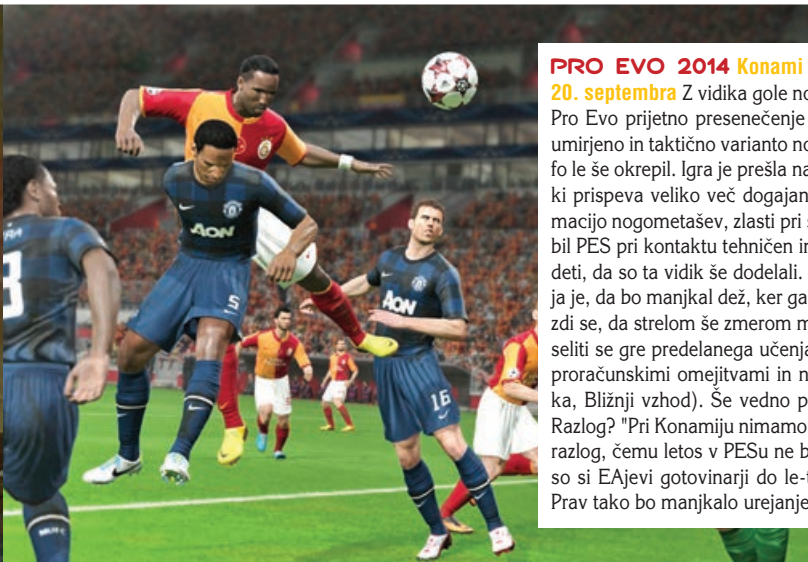 PRO EVO 2014 Konami
20. septembra Z vidika gole no
Pro Evo prijetno presenečenje
umirjeno in taktično varianto no
fo le še okrepil. Igra je prešla na
ki prispeva veliko več dogajan
macijo nogometašev, zlasti pri s
bil PES pri kontaktu tehničen in
deti, da so ta vidik še dodelali.
ja je, da bo manjkal dež, ker ga
zdi se, da strelom še zmerom m
seliti se gre predelanega učenja
proračunskimi omejitvami in n
ka, Bližnji vzhod). Še vedno p
Razlog? "Pri Konamiju nimamo
razlog, čemu letos v PESu ne b
so si EAjevi gotovinarji do le-t
Prav tako bo manjkalo urejanje
AON
5
AON
16
3